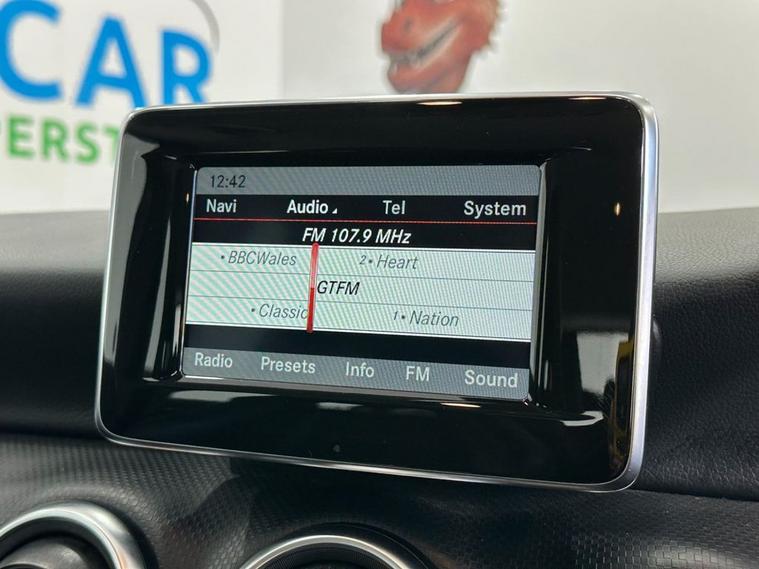 CAR
PERST
12:42
Navi Audio Tel System
FM 107.9 MHz
•BBCWales 2•Heart
GTFM
•Classic 1•Nation
Radio Presets Info FM Sound